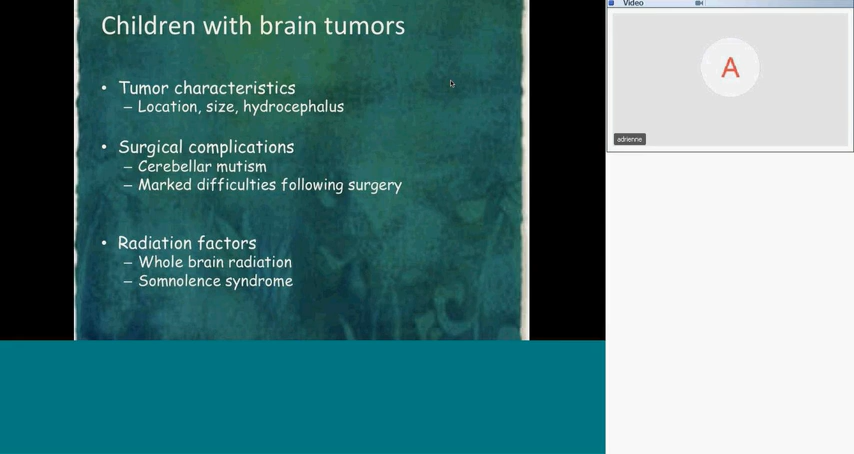 Children with brain tumors
• Tumor characteristics
– Location, size, hydrocephalus
• Surgical complications
– Cerebellar mutism
– Marked difficulties following surgery
• Radiation factors
– Whole brain radiation
– Somnolence syndrome
Video
A
adrienne